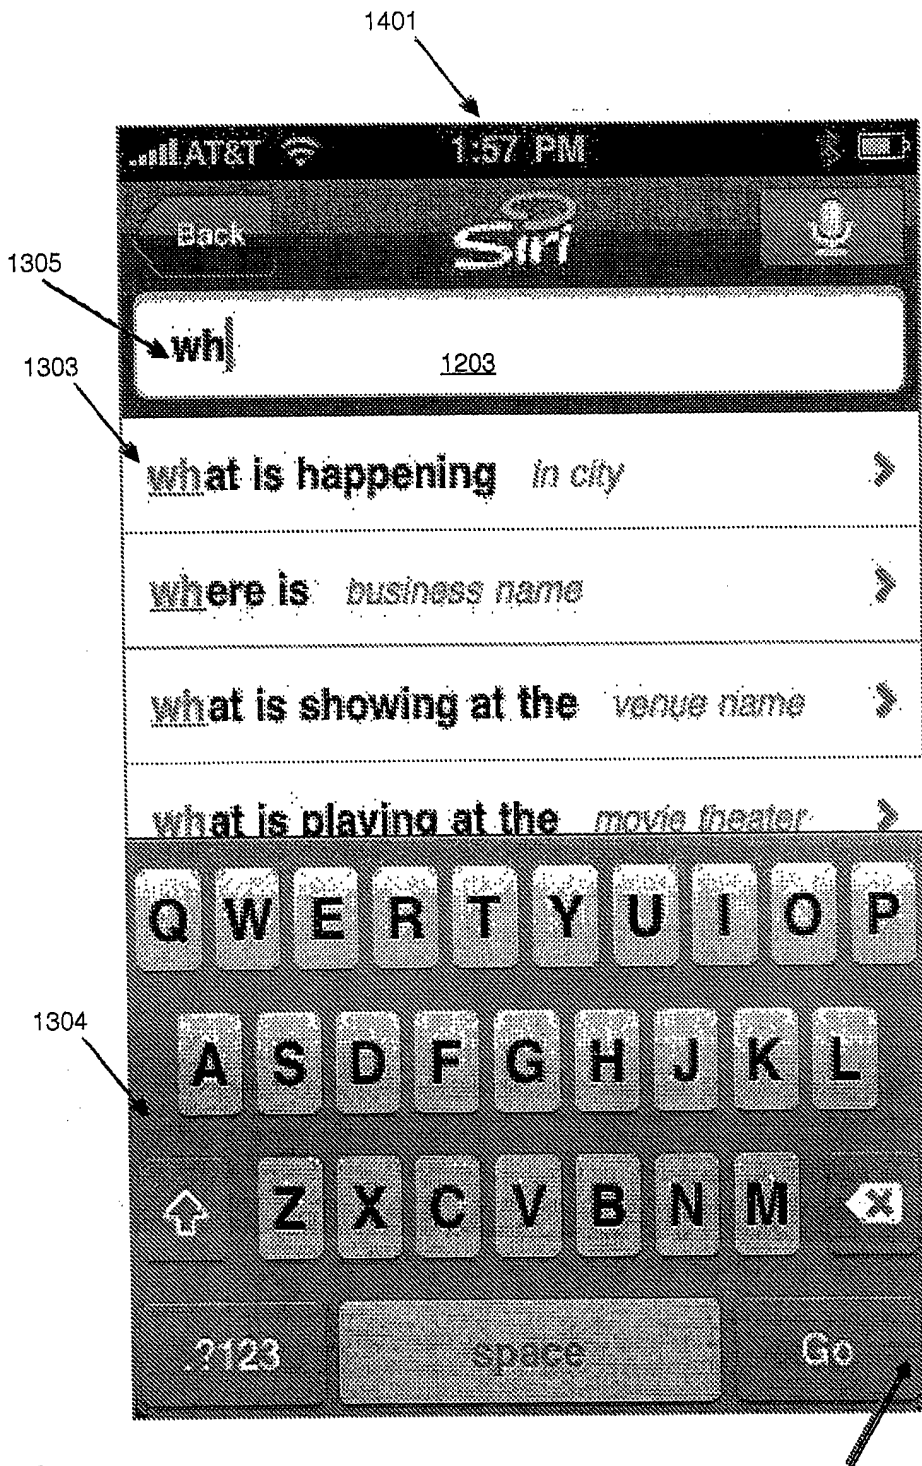 1401
AT&T 1:57 PM
Back Siri
1305
wh
1203
1303
what is happening in city
where is business name
what is showing at the venue name
what is playing at the movie theater
Q W E R T Y U I O P
1304
A S D F G H J K L
Z X C V B N M
.?123 space Go